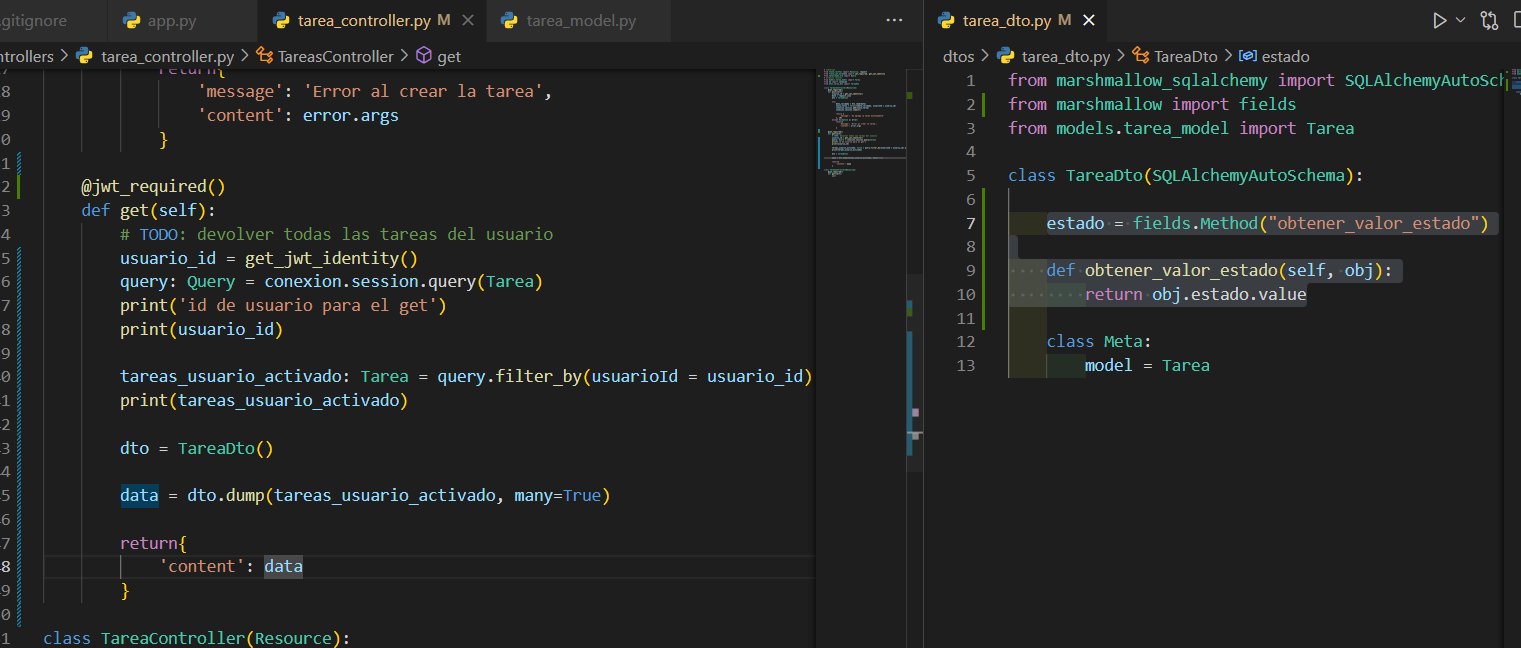 .gitignore
app.py
tarea_controller.py M
tarea_model.py
ntrollers > tarea_controller.py > TareasController > get
8 'message': 'Error al crear la tarea',
9 'content': error.args
0 }
1
2 @jwt_required()
3 def get(self):
4 # TODO: devolver todas las tareas del usuario
5 usuario_id = get_jwt_identity()
6 query: Query = conexion.session.query(Tarea)
7 print('id de usuario para el get')
8 print(usuario_id)
9
0 tareas_usuario_activado: Tarea = query.filter_by(usuarioId = usuario_id)
1 print(tareas_usuario_activado)
2
3 dto = TareaDto()
4
5 data = dto.dump(tareas_usuario_activado, many=True)
6
7 return{
8 'content': data
9 }
0
1 class TareaController(Resource):
tarea_dto.py M
dtos > tarea_dto.py > TareaDto > estado
1 from marshmallow_sqlalchemy import SQLAlchemyAutoSch
2 from marshmallow import fields
3 from models.tarea_model import Tarea
4
5 class TareaDto(SQLAlchemyAutoSchema):
6
7 estado = fields.Method("obtener_valor_estado")
8
9 def obtener_valor_estado(self, obj):
10 return obj.estado.value
11
12 class Meta:
13 model = Tarea